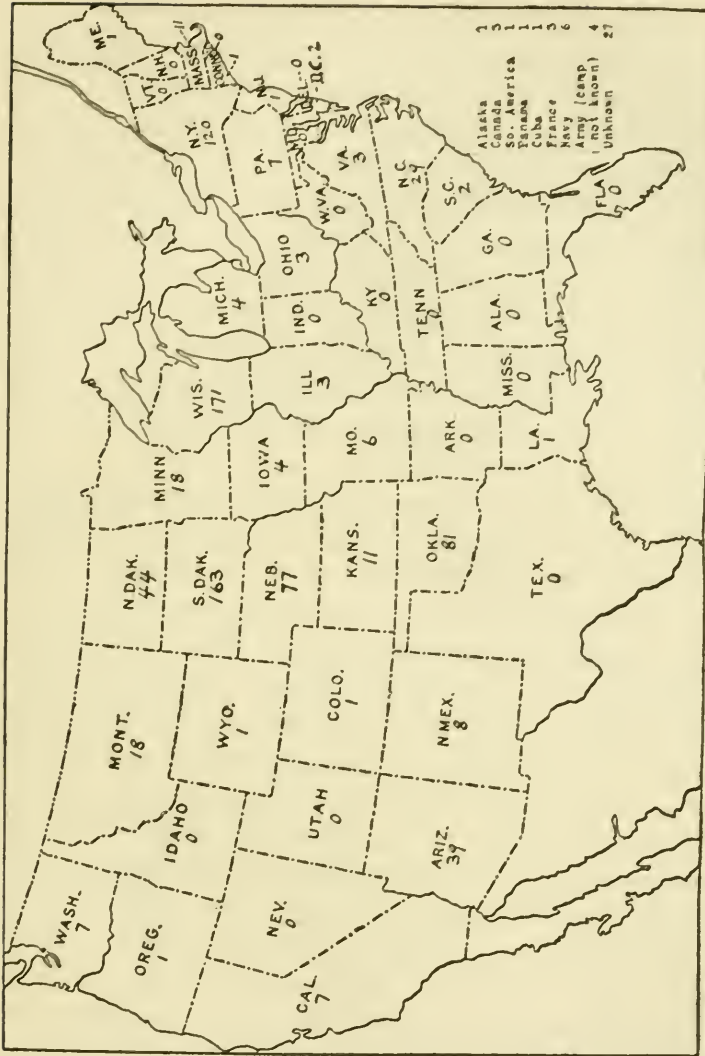 WASH.
7
OREG.
1
CAL.
7
NEV.
0
IDAHO
0
MONT.
18
WYO.
1
UTAH
0
ARIZ.
39
COLO.
1
N.MEX.
8
N.DAK.
44
S.DAK.
163
NEB.
77
KANS.
11
OKLA.
81
TEX.
0
MINN
18
IOWA
4
MO.
6
ARK.
0
LA.
1
WIS.
171
ILL
3
MICH.
4
IND.
0
OHIO
3
KY
0
TENN
0
MISS.
0
ALA.
0
GA.
0
FLA
0
S.C.
2
N.C.
29
VA.
3
W.VA.
0
PA.
7
N.Y.
120
VT.
0
N.H.
0
ME.
1
MASS.
11
CONN.
1
0
N.J.
1
DEL.--0
MD.
D.C.2
Alaska 1
Canada 3
So. America 1
Panama 1
Cuba 1
France 3
Navy 6
Army (camp
not known) 4
Unknown 27